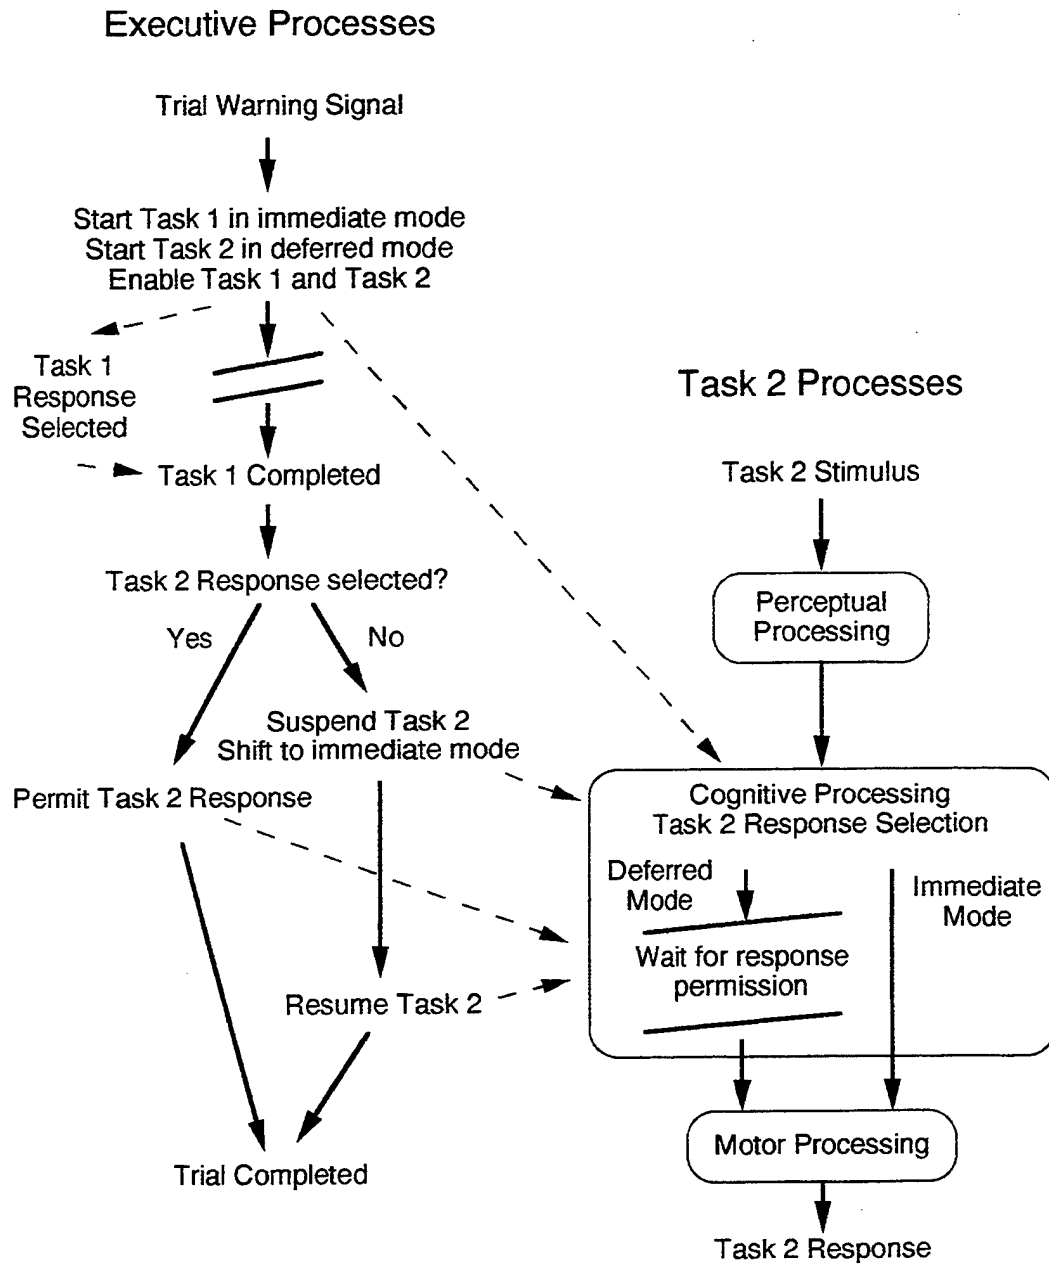 Executive Processes
Trial Warning Signal
Start Task 1 in immediate mode
Start Task 2 in deferred mode
Enable Task 1 and Task 2
Task 1
Response
Selected
Task 1 Completed
Task 2 Response selected?
Yes
No
Suspend Task 2
Shift to immediate mode
Permit Task 2 Response
Resume Task 2
Trial Completed
Task 2 Processes
Task 2 Stimulus
Perceptual
Processing
Cognitive Processing
Task 2 Response Selection
Deferred
Mode
Immediate
Mode
Wait for response
permission
Motor Processing
Task 2 Response